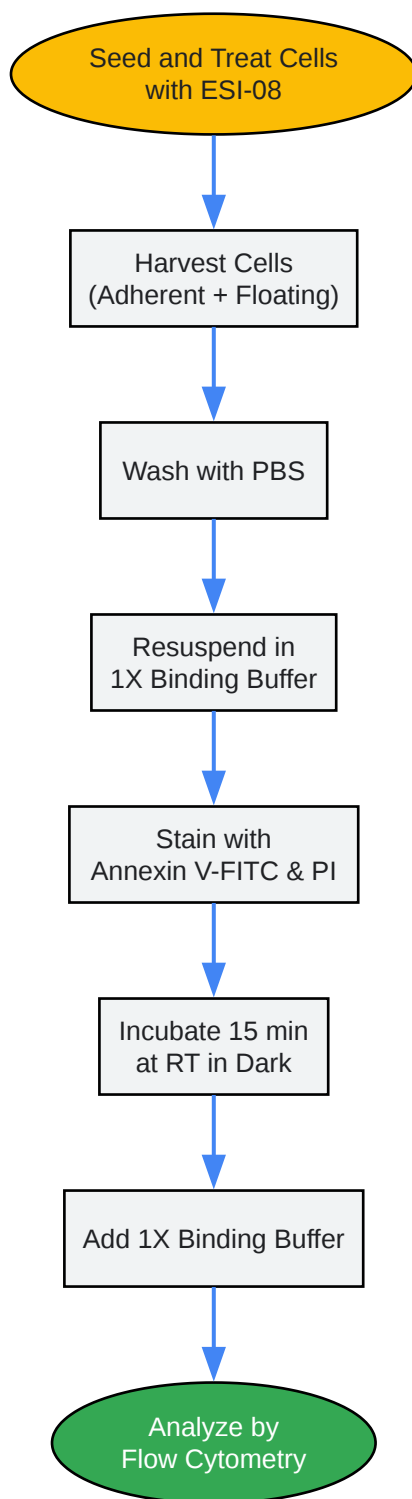 Seed and Treat Cells
with ESI-08
Harvest Cells
(Adherent + Floating)
Wash with PBS
Resuspend in
1X Binding Buffer
Stain with
Annexin V-FITC & PI
Incubate 15 min
at RT in Dark
Add 1X Binding Buffer
Analyze by
Flow Cytometry